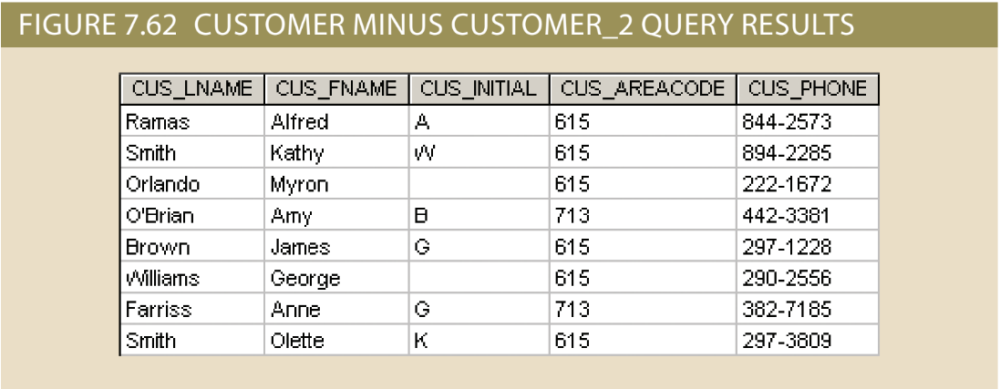 FIGURE 7.62 CUSTOMER MINUS CUSTOMER_2 QUERY RESULTS
CUS_LNAME CUS_FNAME CUS_INITIAL CUS_AREACODE CUS_PHONE
Ramas Alfred A 615 844-2573
Smith Kathy W 615 894-2285
Orlando Myron 615 222-1672
O'Brian Amy B 713 442-3381
Brown James G 615 297-1228
Williams George 615 290-2556
Farriss Anne G 713 382-7185
Smith Olette K 615 297-3809